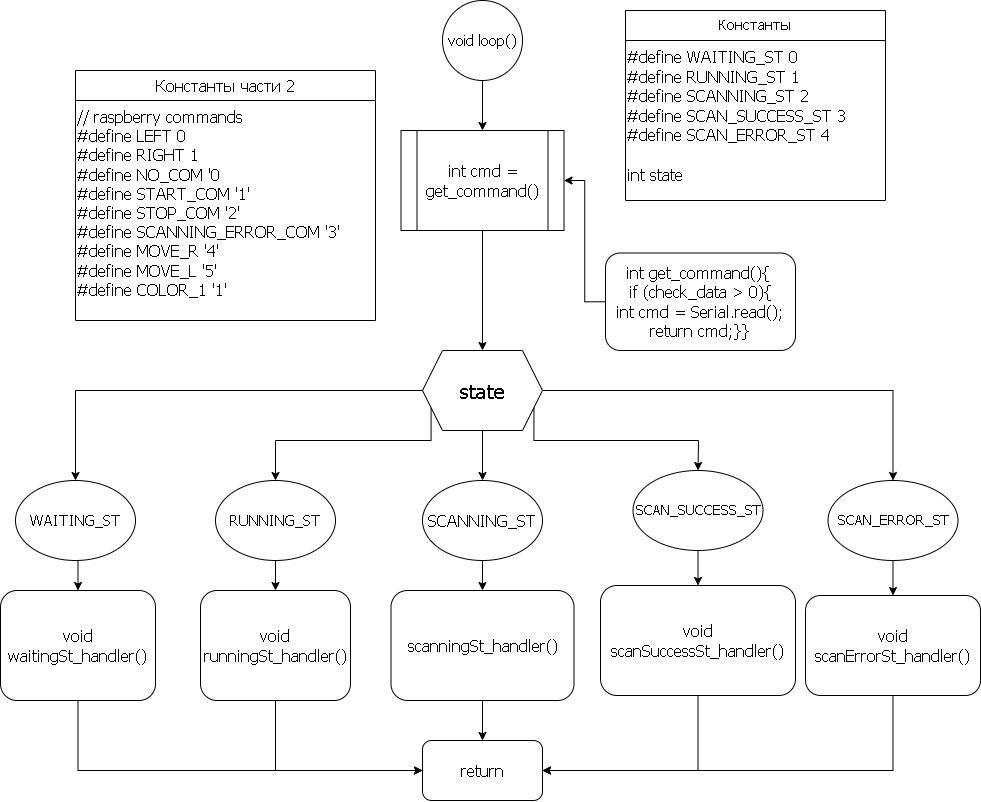 void loop()
Константы
#define WAITING_ST 0
#define RUNNING_ST 1
#define SCANNING_ST 2
#define SCAN_SUCCESS_ST 3
#define SCAN_ERROR_ST 4
int state
Константы части 2
// raspberry commands
#define LEFT 0
#define RIGHT 1
#define NO_COM '0
#define START_COM '1'
#define STOP_COM '2'
#define SCANNING_ERROR_COM '3'
#define MOVE_R '4'
#define MOVE_L '5'
#define COLOR_1 '1'
int cmd =
get_command()
int get_command(){
if (check_data > 0){
int cmd = Serial.read();
return cmd;}}
state
WAITING_ST
RUNNING_ST
SCANNING_ST
SCAN_SUCCESS_ST
SCAN_ERROR_ST
void
waitingSt_handler()
void
runningSt_handler()
scanningSt_handler()
void
scanSuccessSt_handler()
void
scanErrorSt_handler()
return